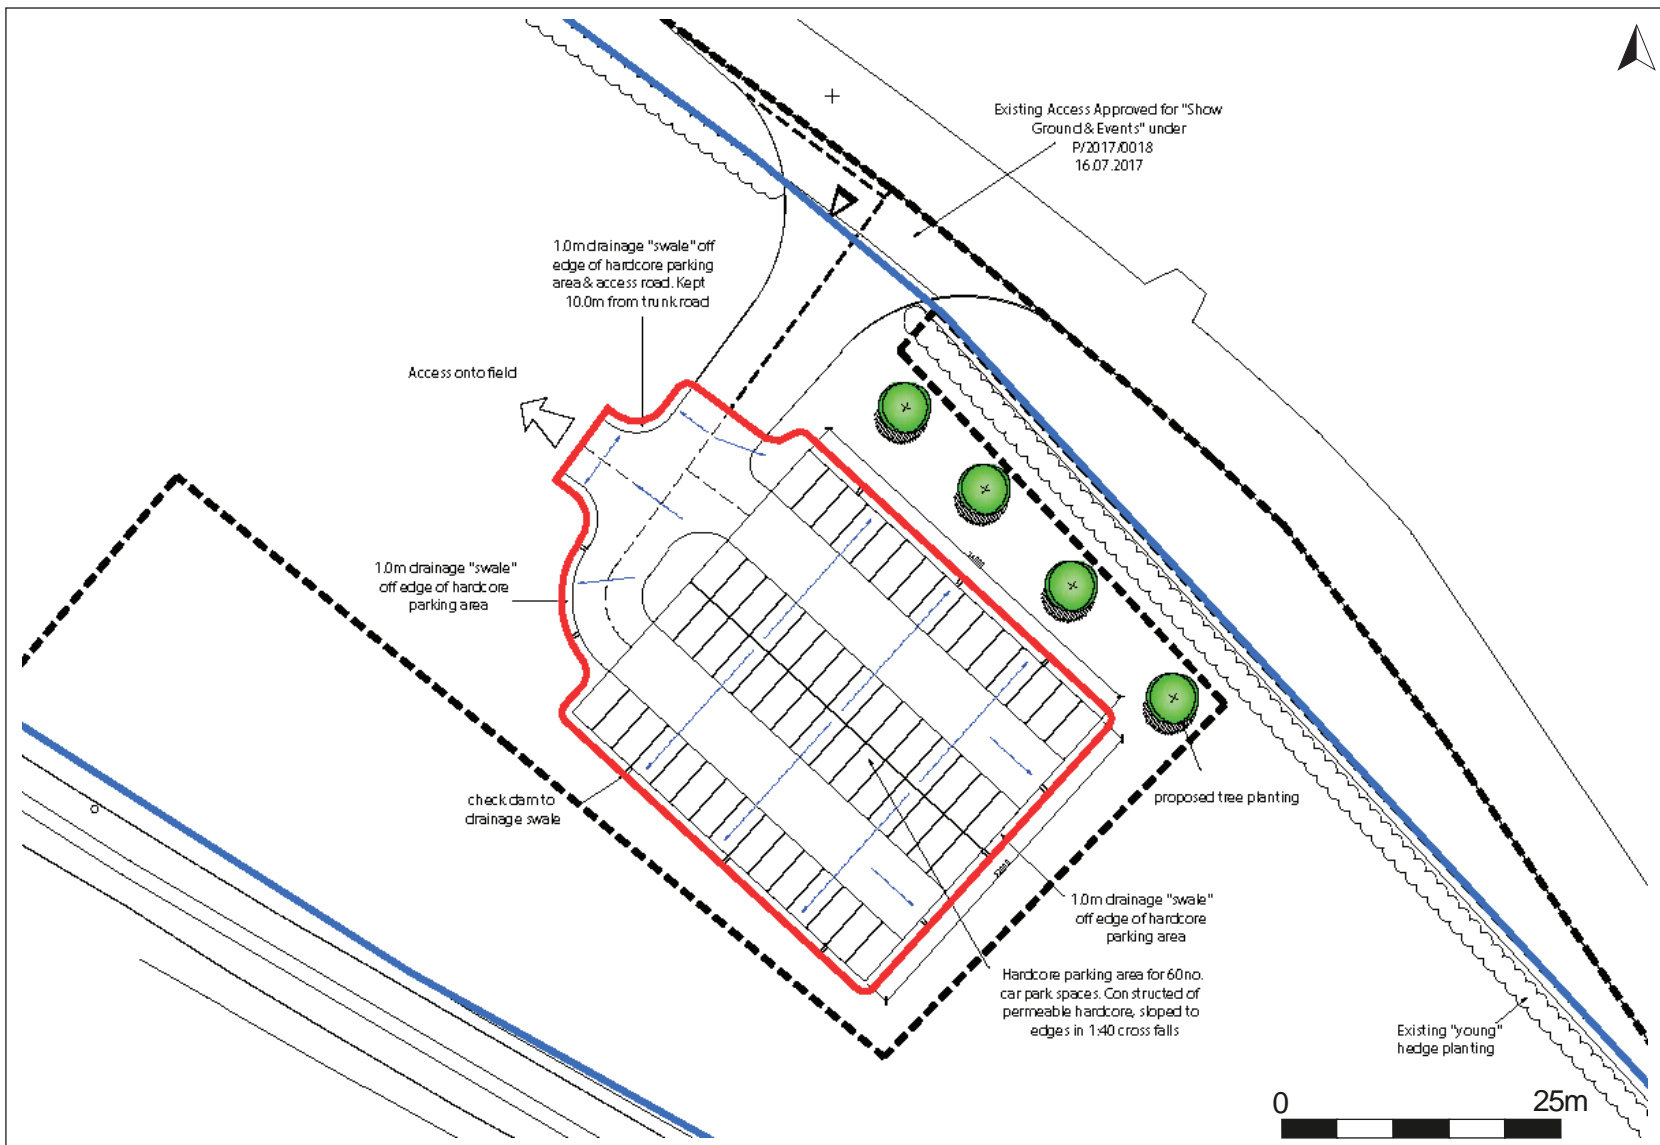 Existing Access Approved for "Show
Ground & Events" under
P/2017/0018
16.07.2017
1.0m drainage "swale" off
edge of hardcore parking
area & access road. Kept
10.0m from trunk road
Access onto field
1.0m drainage "swale"
off edge of hardcore
parking area
check dam to
drainage swale
proposed tree planting
1.0m drainage "swale"
off edge of hardcore
parking area
Hardcore parking area for 60no.
car park spaces. Constructed of
permeable hardcore, sloped to
edges in 1:40 cross falls
Existing "young"
hedge planting
0 25m